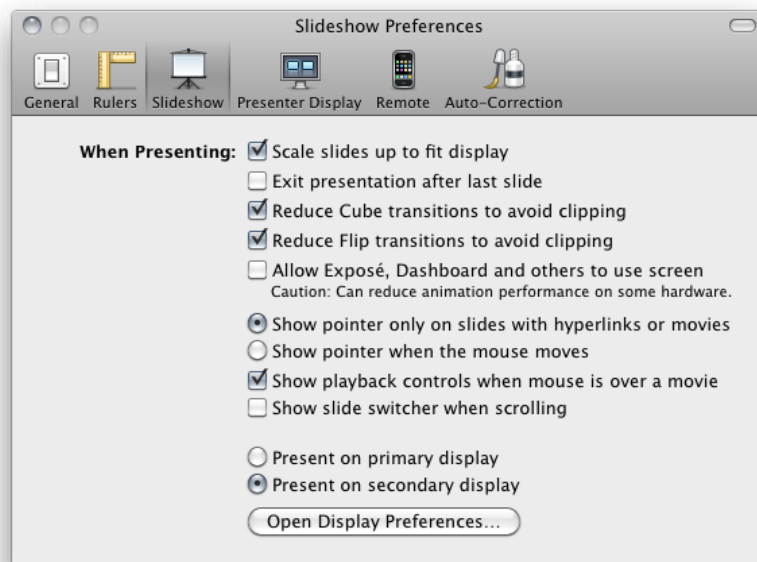 Slideshow Preferences
General Rulers Slideshow Presenter Display Remote Auto-Correction
When Presenting: Scale slides up to fit display
Exit presentation after last slide
Reduce Cube transitions to avoid clipping
Reduce Flip transitions to avoid clipping
Allow Exposé, Dashboard and others to use screen
Caution: Can reduce animation performance on some hardware.
Show pointer only on slides with hyperlinks or movies
Show pointer when the mouse moves
Show playback controls when mouse is over a movie
Show slide switcher when scrolling
Present on primary display
Present on secondary display
Open Display Preferences...